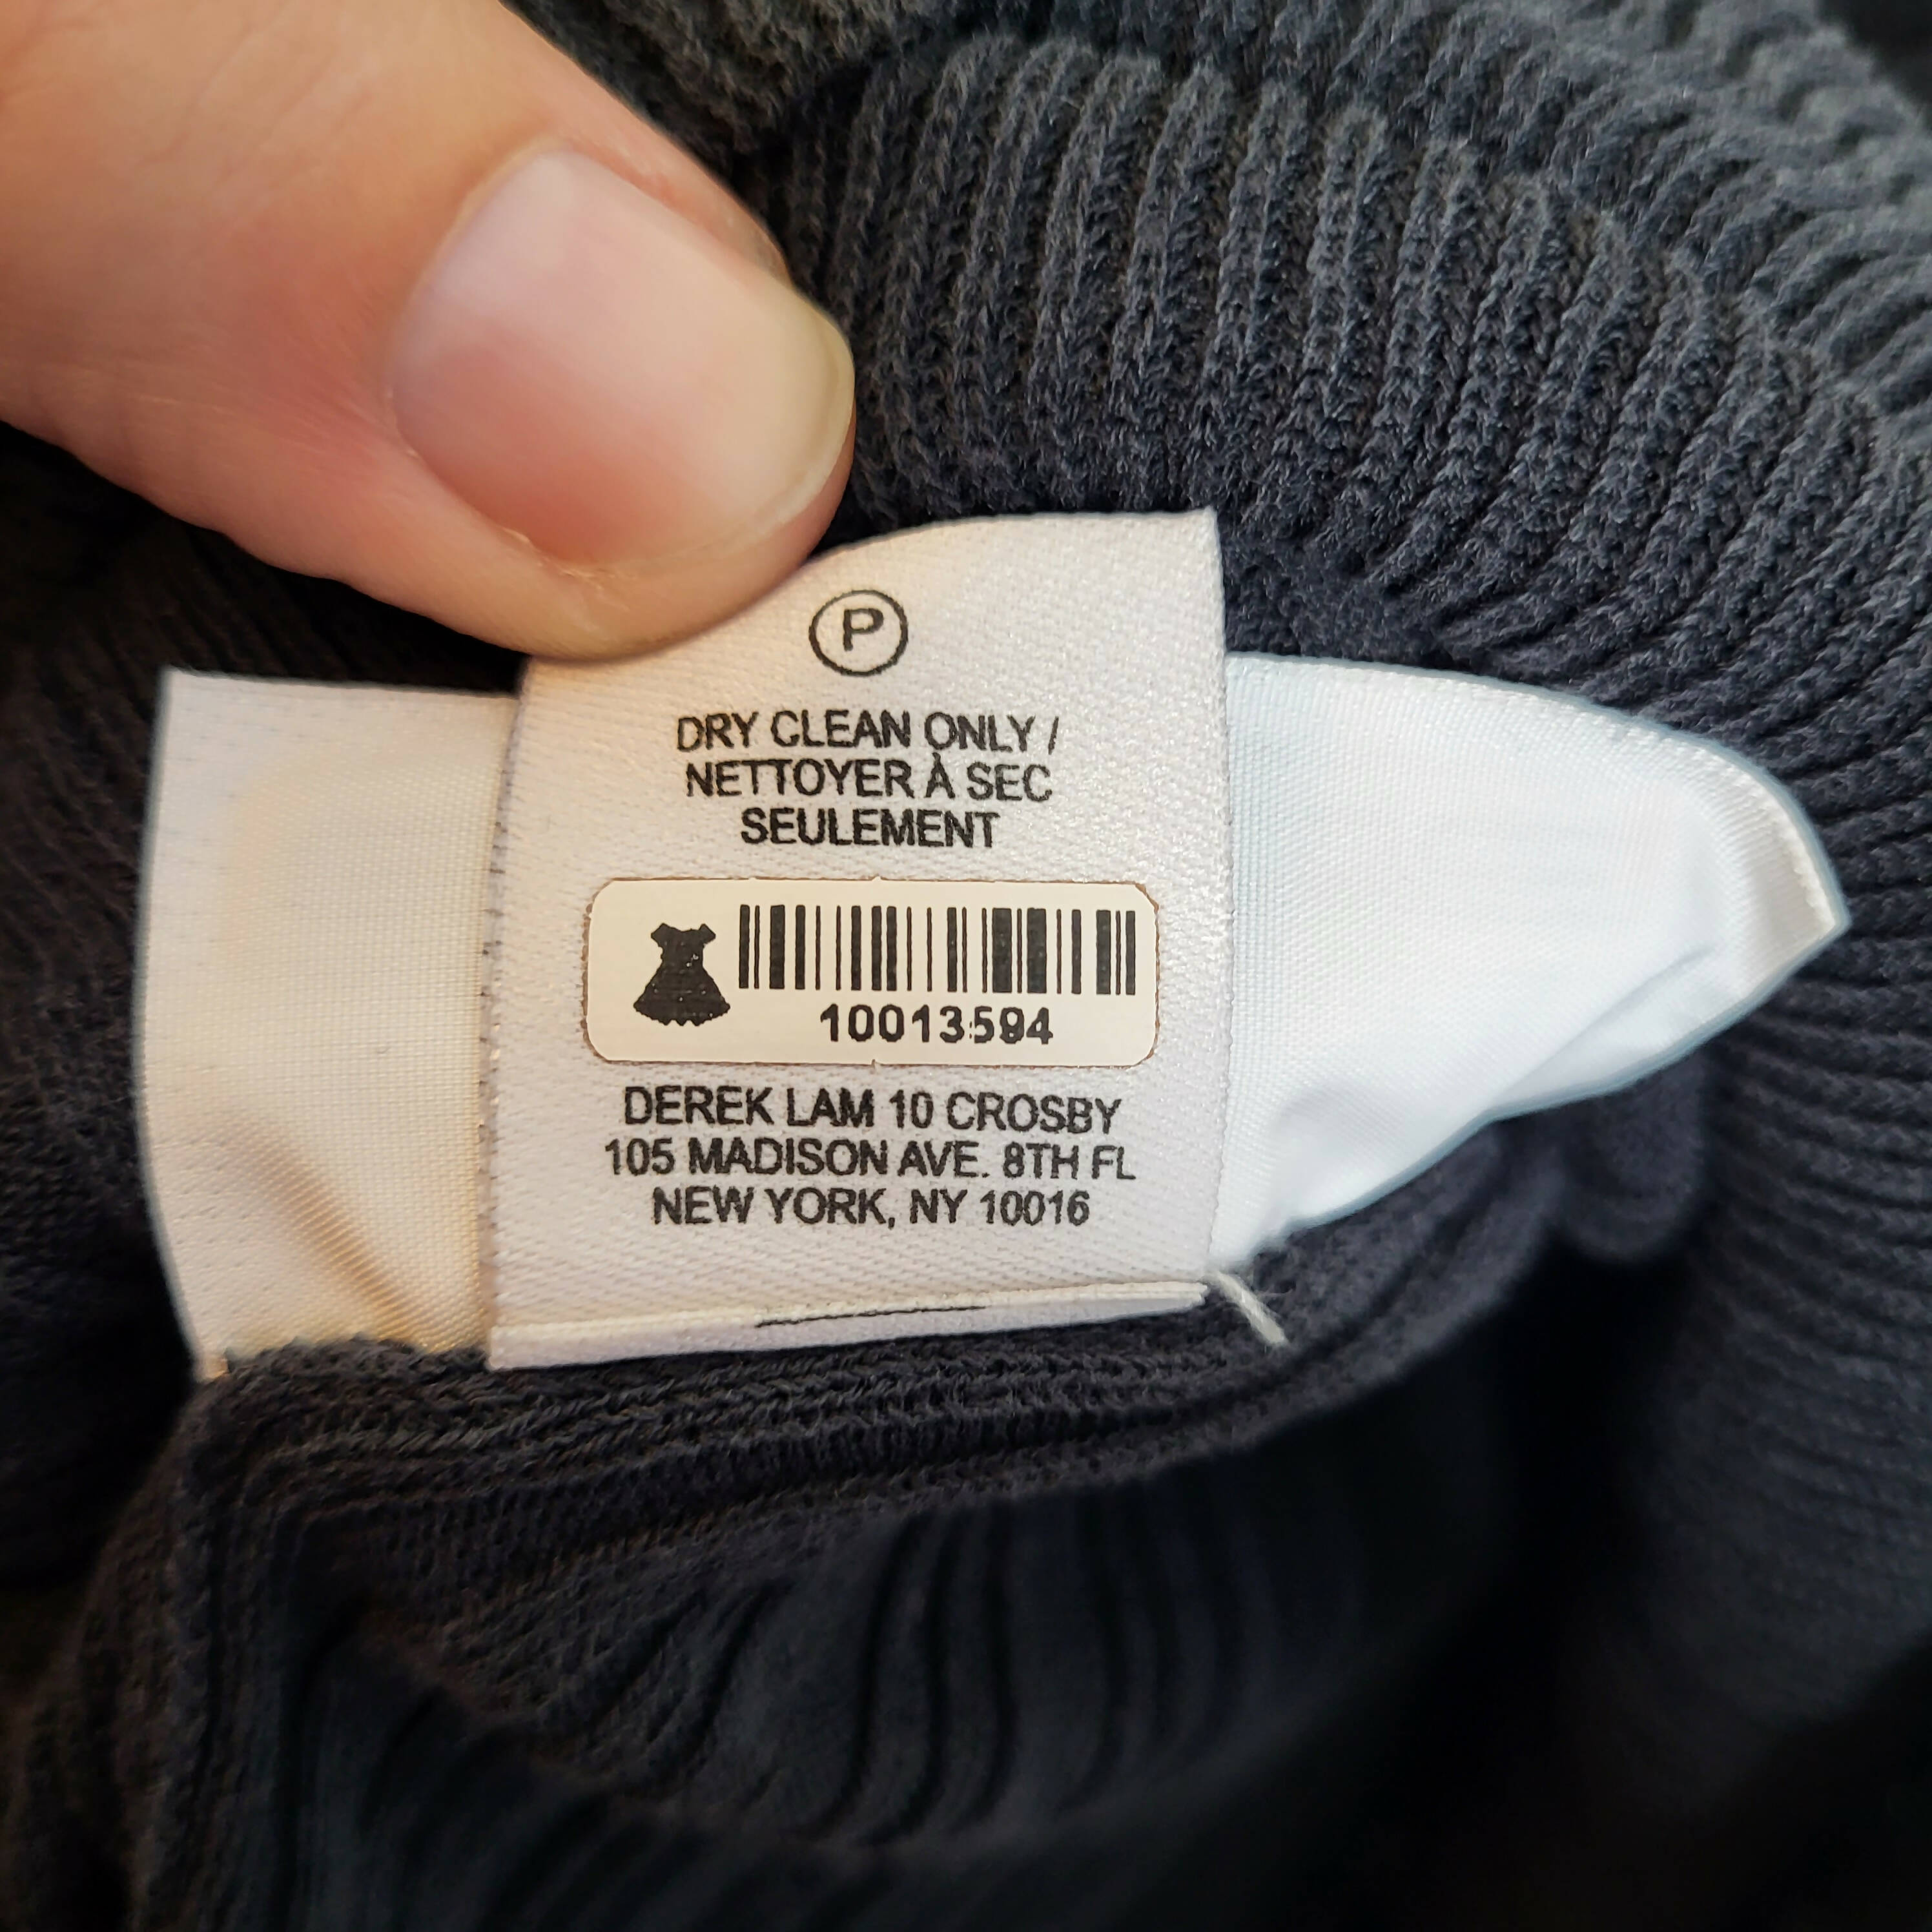 P
DRY CLEAN ONLY /
NETTOYER À SEC
SEULEMENT
10013594
DEREK LAM 10 CROSBY
105 MADISON AVE. 8TH FL
NEW YORK, NY 10016